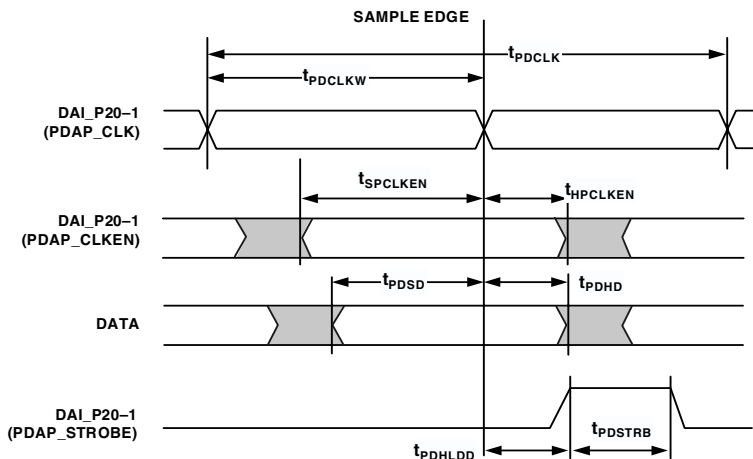 SAMPLE EDGE
tPDCLK
tPDCLKW
DAI_P20–1
(PDAP_CLK)
tSPCLKEN
tHPCLKEN
DAI_P20–1
(PDAP_CLKEN)
tPDSD
tPDHD
DATA
DAI_P20–1
(PDAP_STROBE)
tPDSTRB
tPDHLDD